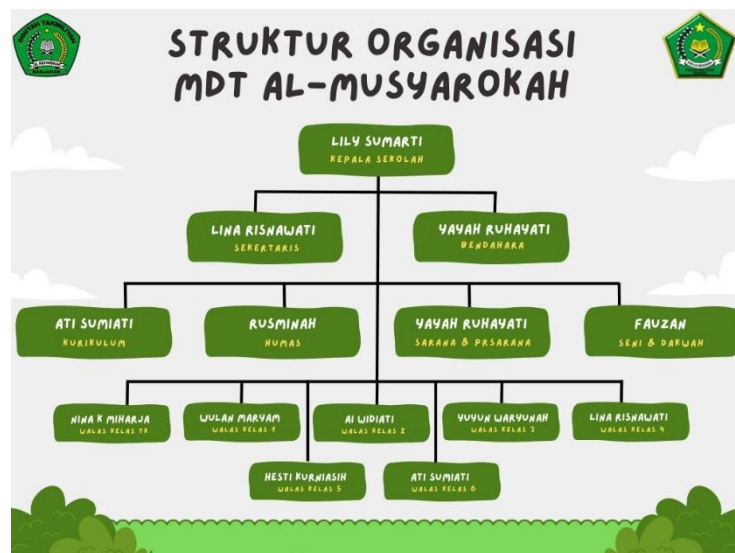 STRUKTUR ORGANISASI
MDT AL-MUSYAROKAH
LILY SUMARTI
KEPALA SEKOLAH
LINA RISNAWATI
SEKERTARIS
YAYAH RUHAYATI
BENDAHARA
ATI SUMIATI
KURIKULUM
RUSMINAH
HUMAS
YAYAH RUHAYATI
SARANA & PRSARANA
FAUZAN
SENI & DAKWAH
NINA K MIHARJA
WALAS KELAS TK
WULAN MARYAM
WALAS KELAS 1
AI WIDIATI
WALAS KELAS 2
YUYUN WARYUNAH
WALAS KELAS 3
LINA RISNAWATI
WALAS KELAS 4
HESTI KURNIASIH
WALAS KELAS 5
ATI SUMIATI
WALAS KELAS 6